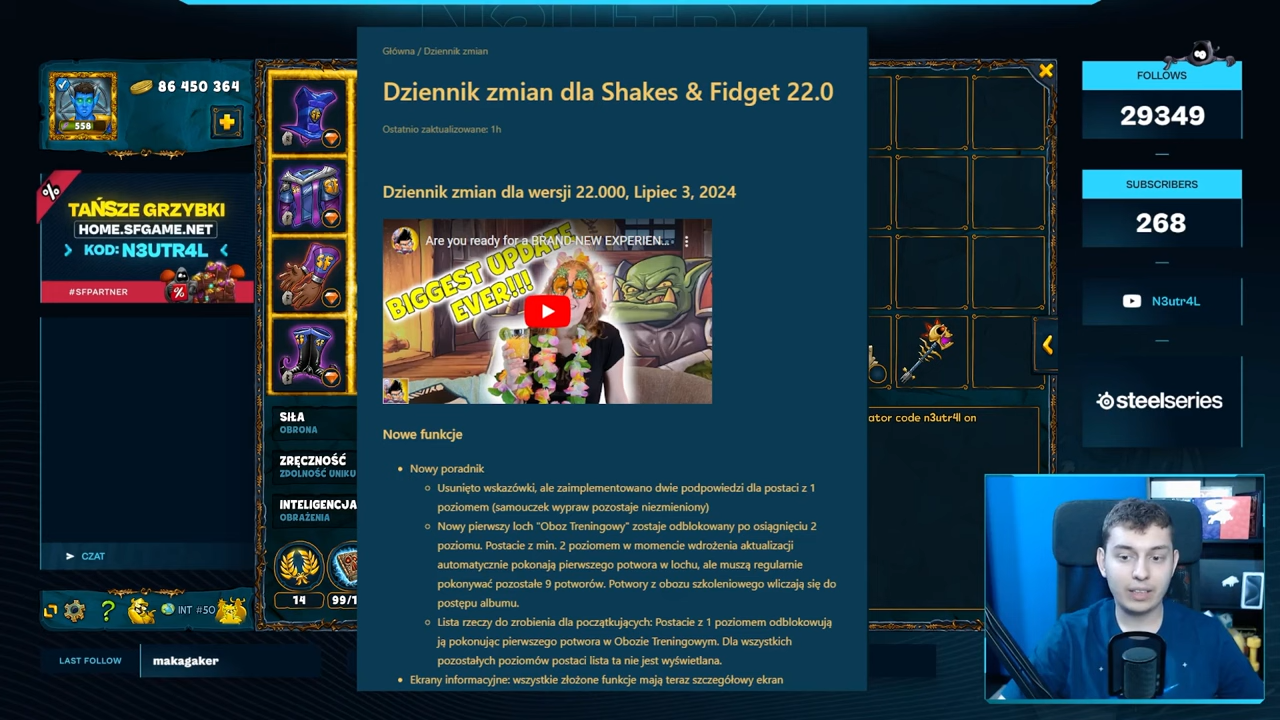 N3UTR4L
Główna / Dziennik zmian
Dziennik zmian dla Shakes & Fidget 22.0
Ostatnio zaktualizowane: 1h
Dziennik zmian dla wersji 22.000, Lipiec 3, 2024
Are you ready for a BRAND-NEW EXPERIEN...
BIGGEST UPDATE
EVER!!!
Nowe funkcje
Nowy poradnik
Usunięto wskazówki, ale zaimplementowano dwie podpowiedzi dla postaci z 1
poziomem (samouczek wypraw pozostaje niezmieniony)
Nowy pierwszy loch "Oboz Treningowy" zostaje odblokowany po osiągnięciu 2
poziomu. Postacie z min. 2 poziomem w momencie wdrożenia aktualizacji
automatycznie pokonają pierwszego potwora w lochu, ale muszą regularnie
pokonywać pozostałe 9 potworów. Potwory z obozu szkoleniowego wliczają się do
postępu albumu.
Lista rzeczy do zrobienia dla początkujących: Postacie z 1 poziomem odblokowują
ją pokonując pierwszego potwora w Obozie Treningowym. Dla wszystkich
pozostałych poziomów postaci lista ta nie jest wyświetlana.
Ekrany informacyjne: wszystkie złożone funkcje mają teraz szczegółowy ekran
86 450 364
558
%
TAŃSZE GRZYBKI
HOME.SFGAME.NET
KOD: N3UTR4L
#SFPARTNER
%
CZAT
INT #50
LAST FOLLOW
makagaker
SIŁA
OBRONA
ZRĘCZNOŚĆ
ZDOLNOŚĆ UNIKU
INTELIGENCJA
OBRAŻENIA
14
99/1
ator code n3utr4l on
FOLLOWS
29349
SUBSCRIBERS
268
N3utr4L
steelseries